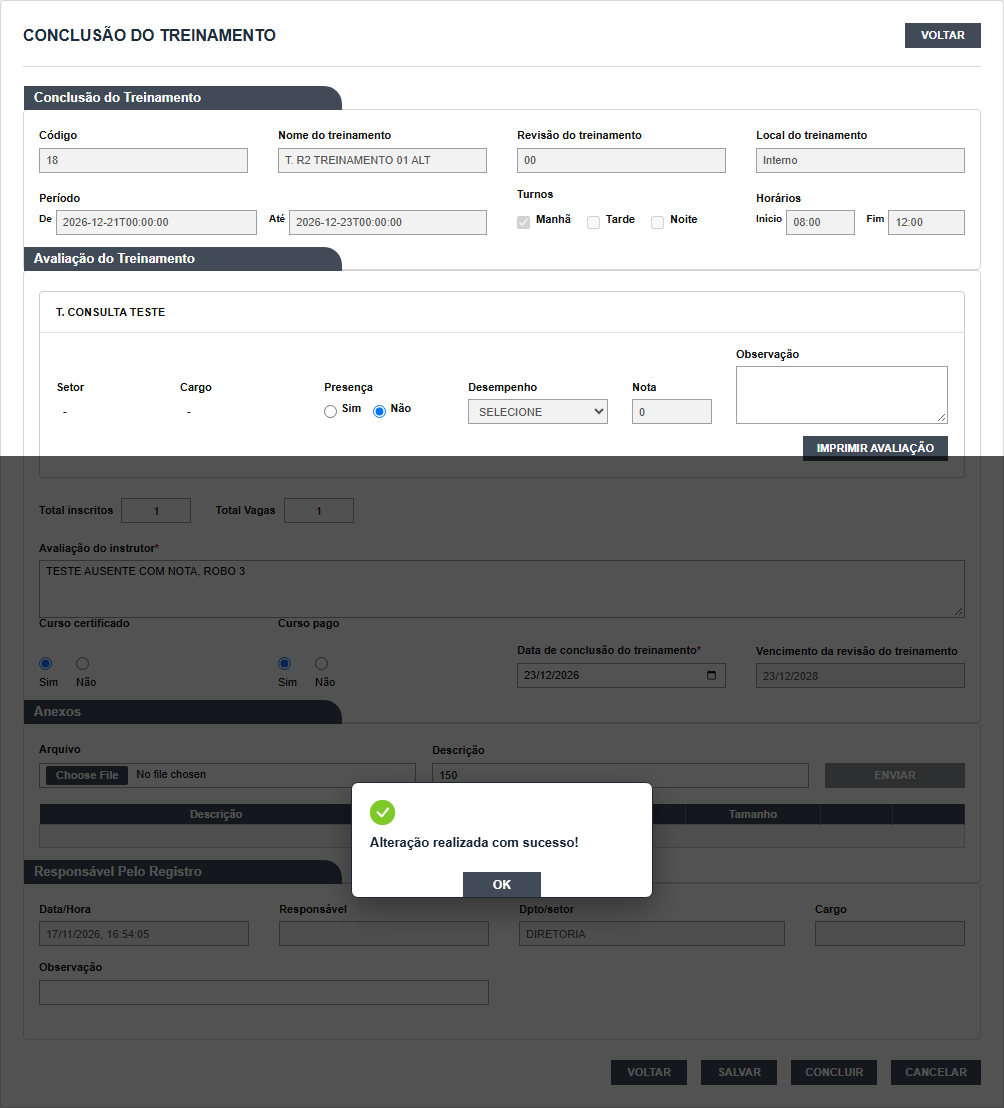 CONCLUSÃO DO TREINAMENTO
VOLTAR
Conclusão do Treinamento
Código
Nome do treinamento
Revisão do treinamento
Local do treinamento
18
T. R2 TREINAMENTO 01 ALT
00
Interno
Período
Turnos
Horários
De 2026-12-21T00:00:00 Até 2026-12-23T00:00:00
Manhã Tarde Noite
Início 08:00 Fim 12:00
Avaliação do Treinamento
T. CONSULTA TESTE
Setor
Cargo
Presença
Desempenho
Nota
Observação
-
-
Sim Não
SELECIONE
0
IMPRIMIR AVALIAÇÃO
Total inscritos 1 Total Vagas 1
Avaliação do instrutor*
TESTE AUSENTE COM NOTA, ROBO 3
Curso certificado
Curso pago
Sim Não
Sim Não
Data de conclusão do treinamento*
23/12/2026
Vencimento da revisão do treinamento
23/12/2028
Anexos
Arquivo
Descrição
Choose File No file chosen
150
ENVIAR
Descrição
Tamanho
Alteração realizada com sucesso!
OK
Responsável Pelo Registro
Data/Hora
Responsável
Dpto/setor
Cargo
17/11/2026, 16:54:05
DIRETORIA
Observação
VOLTAR
SALVAR
CONCLUIR
CANCELAR